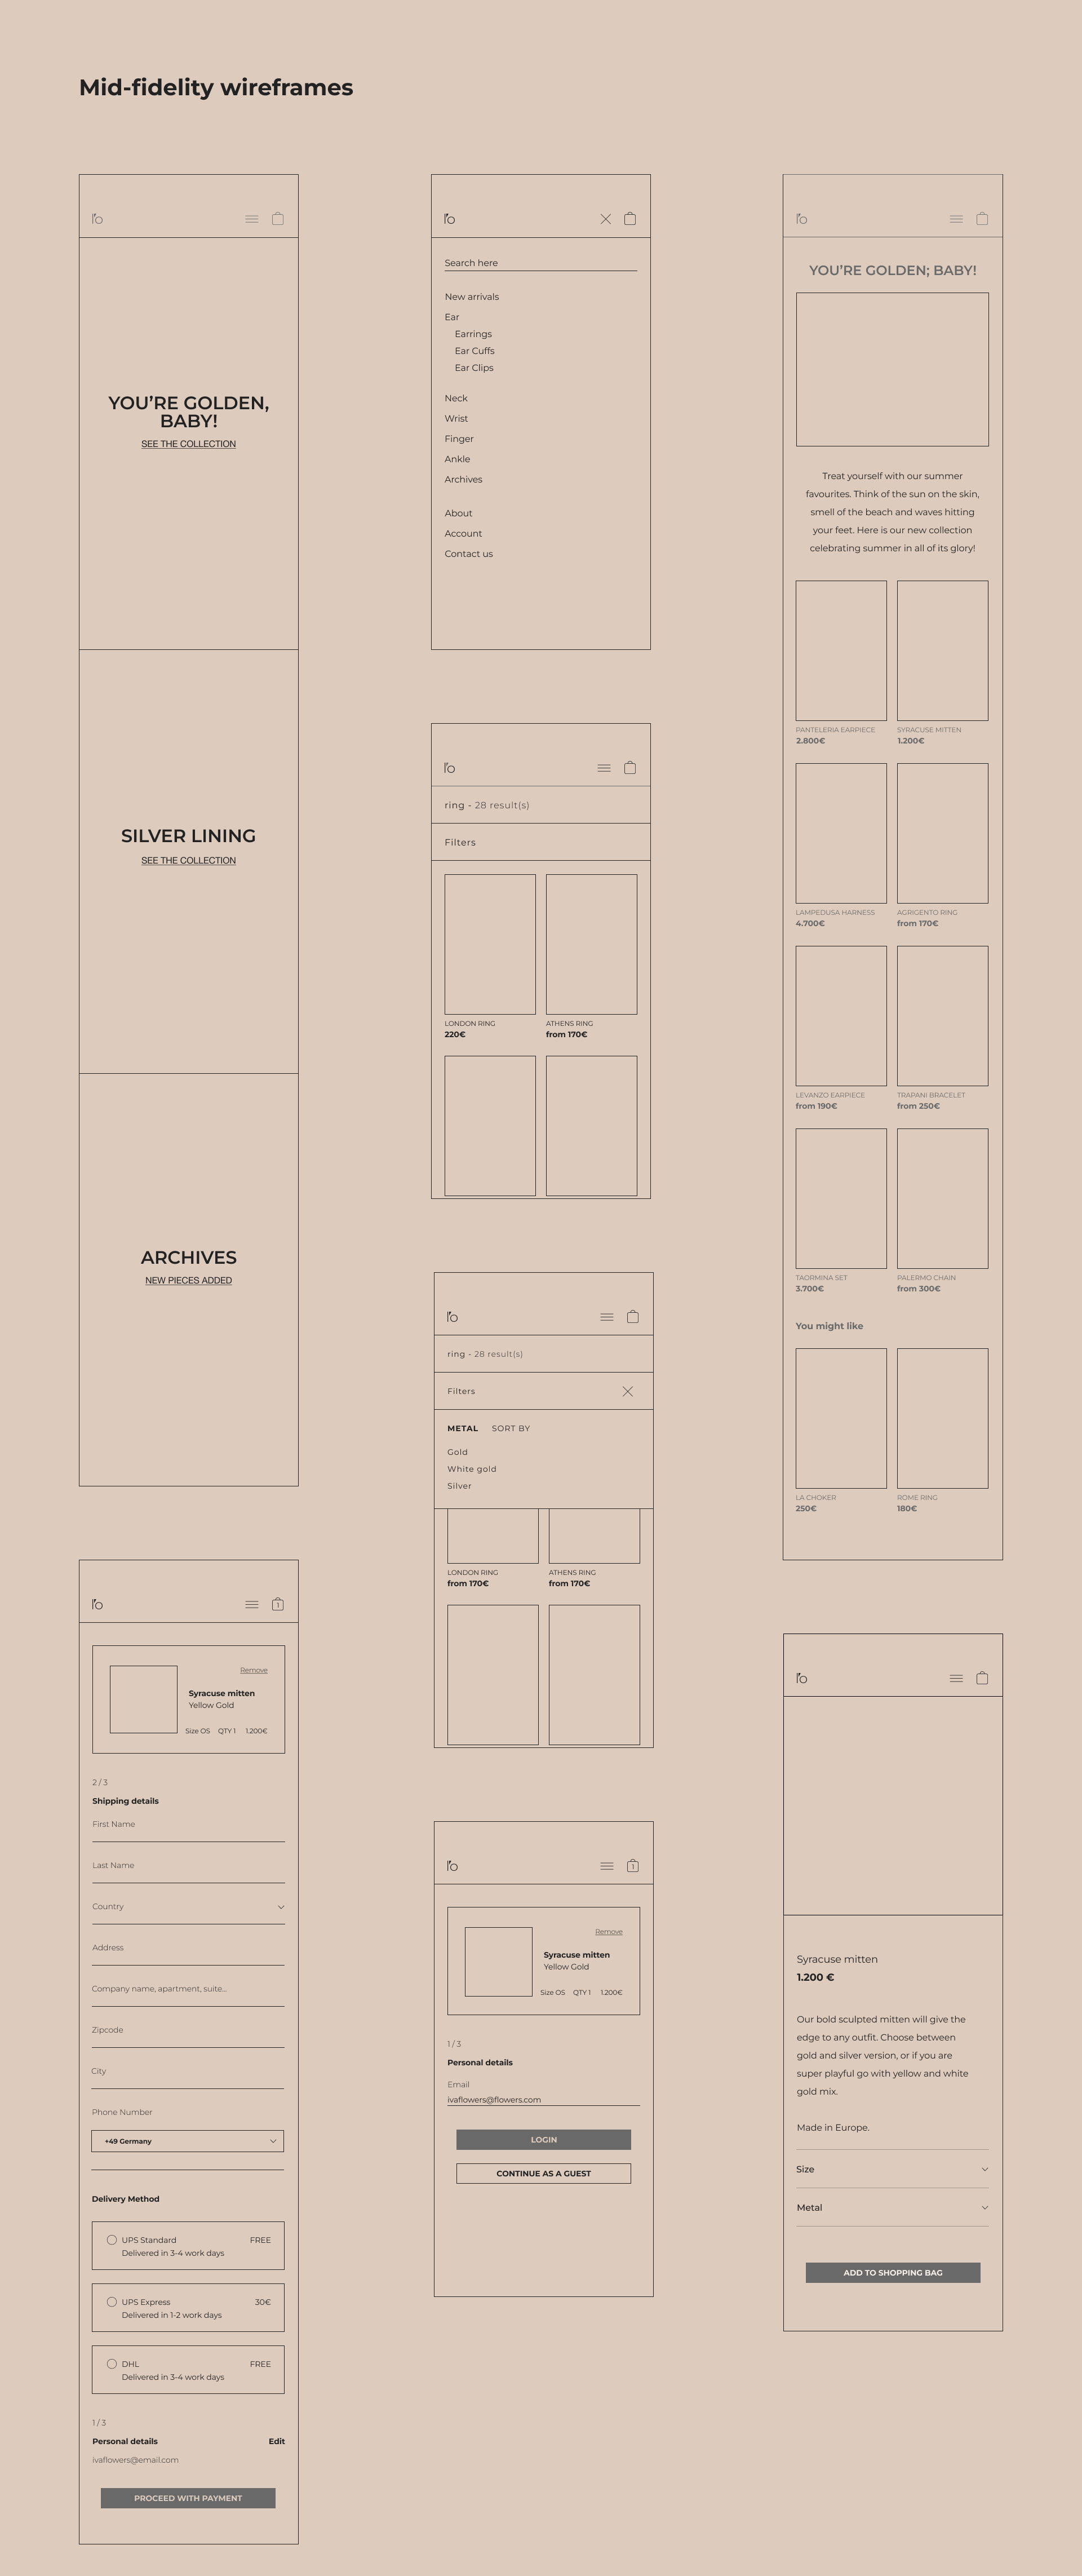 Mid-fidelity wireframes
ro
YOU'RE GOLDEN,
BABY!
SEE THE COLLECTION
SILVER LINING
SEE THE COLLECTION
ARCHIVES
NEW PIECES ADDED
ro
1
Remove
Syracuse mitten
Yellow Gold
Size OS QTY 1 1.200€
2 / 3
Shipping details
First Name
Last Name
Country
Address
Company name, apartment, suite...
Zipcode
City
Phone Number
+49 Germany
Delivery Method
UPS Standard FREE
Delivered in 3-4 work days
UPS Express 30€
Delivered in 1-2 work days
DHL FREE
Delivered in 3-4 work days
1 / 3
Personal details Edit
ivaflowers@email.com
PROCEED WITH PAYMENT
ro
Search here
New arrivals
Ear
Earrings
Ear Cuffs
Ear Clips
Neck
Wrist
Finger
Ankle
Archives
About
Account
Contact us
ro
ring - 28 result(s)
Filters
LONDON RING ATHENS RING
220€ from 170€
ro
ring - 28 result(s)
Filters
METAL SORT BY
Gold
White gold
Silver
LONDON RING ATHENS RING
from 170€ from 170€
ro
1
Remove
Syracuse mitten
Yellow Gold
Size OS QTY 1 1.200€
1 / 3
Personal details
Email
ivaflowers@flowers.com
LOGIN
CONTINUE AS A GUEST
ro
YOU'RE GOLDEN; BABY!
Treat yourself with our summer
favourites. Think of the sun on the skin,
smell of the beach and waves hitting
your feet. Here is our new collection
celebrating summer in all of its glory!
PANTELERIA EARPIECE SYRACUSE MITTEN
2.800€ 1.200€
LAMPEDUSA HARNESS AGRIGENTO RING
4.700€ from 170€
LEVANZO EARPIECE TRAPANI BRACELET
from 190€ from 250€
TAORMINA SET PALERMO CHAIN
3.700€ from 300€
You might like
LA CHOKER ROME RING
250€ 180€
ro
Syracuse mitten
1.200 €
Our bold sculpted mitten will give the
edge to any outfit. Choose between
gold and silver version, or if you are
super playful go with yellow and white
gold mix.
Made in Europe.
Size
Metal
ADD TO SHOPPING BAG